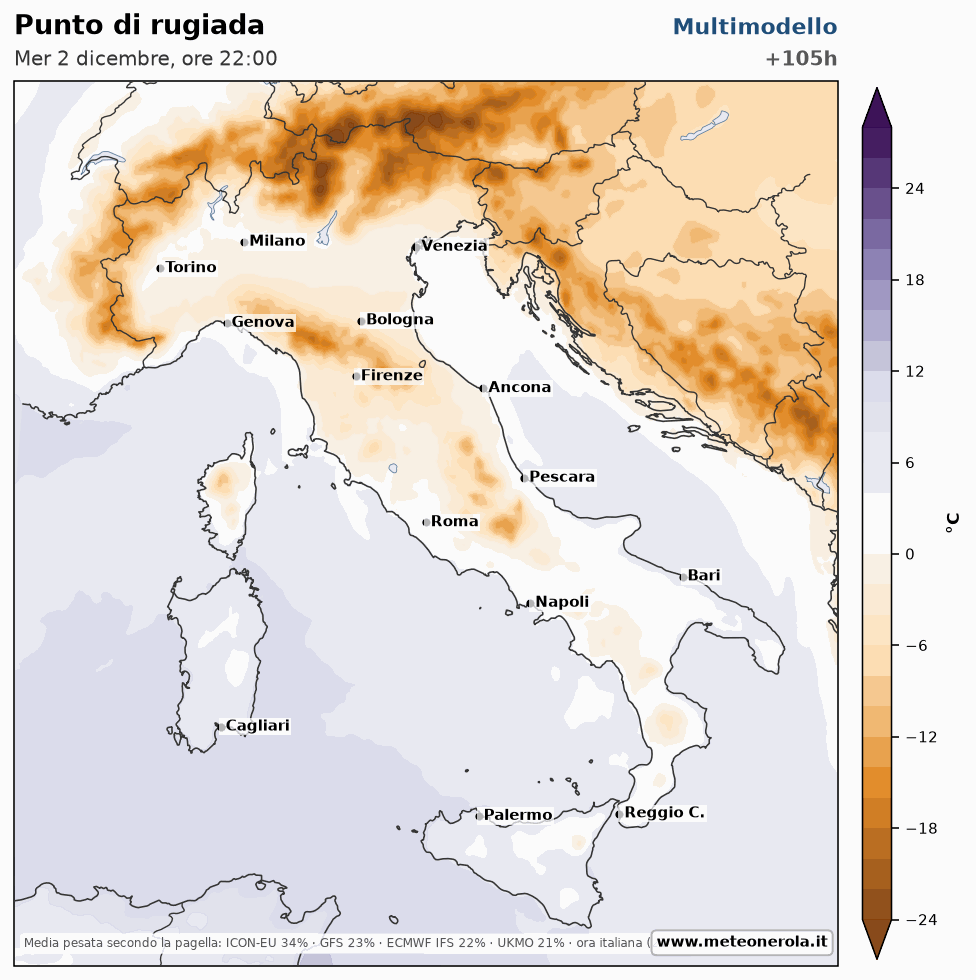 Punto di rugiada
Multimodello
Mer 2 dicembre, ore 22:00
+105h
Milano
Venezia
Torino
Genova
Bologna
Firenze
Ancona
Pescara
Roma
Bari
Napoli
Cagliari
Palermo
Reggio C.
24
18
12
6
0
−6
−12
−18
−24
°C
Media pesata secondo la pagella: ICON-EU 34% · GFS 23% · ECMWF IFS 22% · UKMO 21% · ora italiana (
www.meteonerola.it